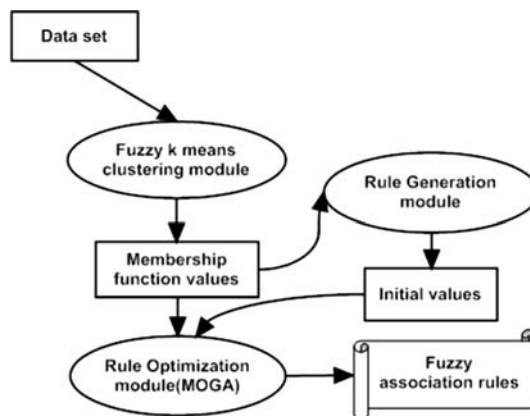 Data set
Fuzzy k means
clustering module
Rule Generation
module
Membership
function values
Initial values
Rule Optimization
module(MOGA)
Fuzzy
association rules